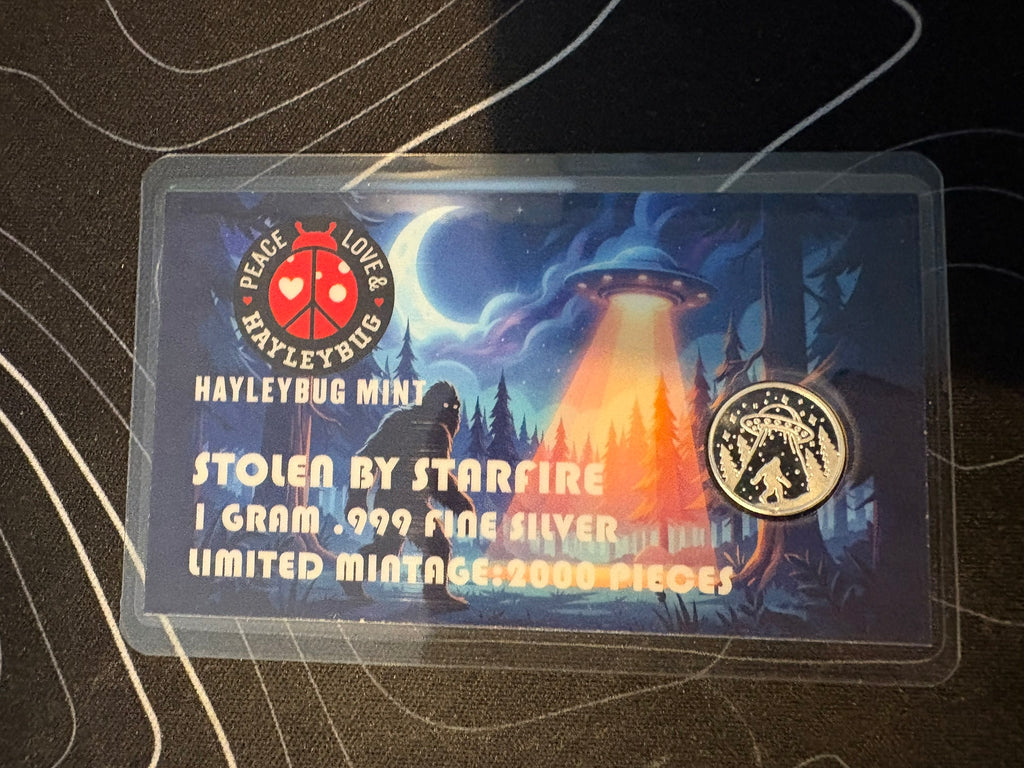 PEACE LOVE &
HAYLEYBUG
HAYLEYBUG MINT
STOLEN BY STARFIRE
1 GRAM .999 FINE SILVER
LIMITED MINTAGE:2000 PIECES